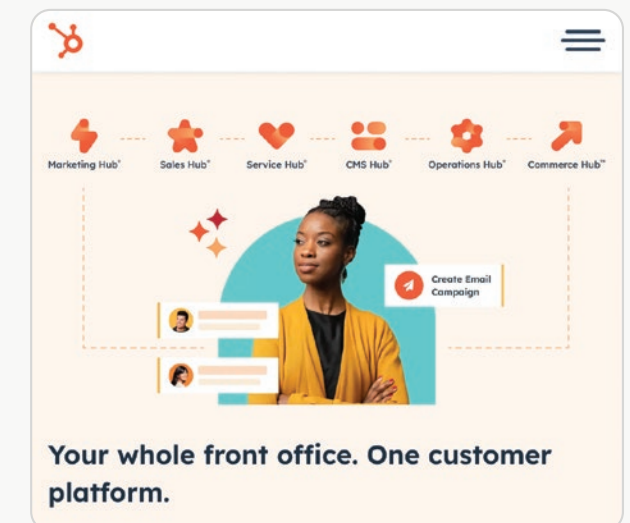 Marketing Hub®
Sales Hub®
Service Hub®
CMS Hub®
Operations Hub®
Commerce Hub™
Create Email
Campaign
Your whole front office. One customer
platform.